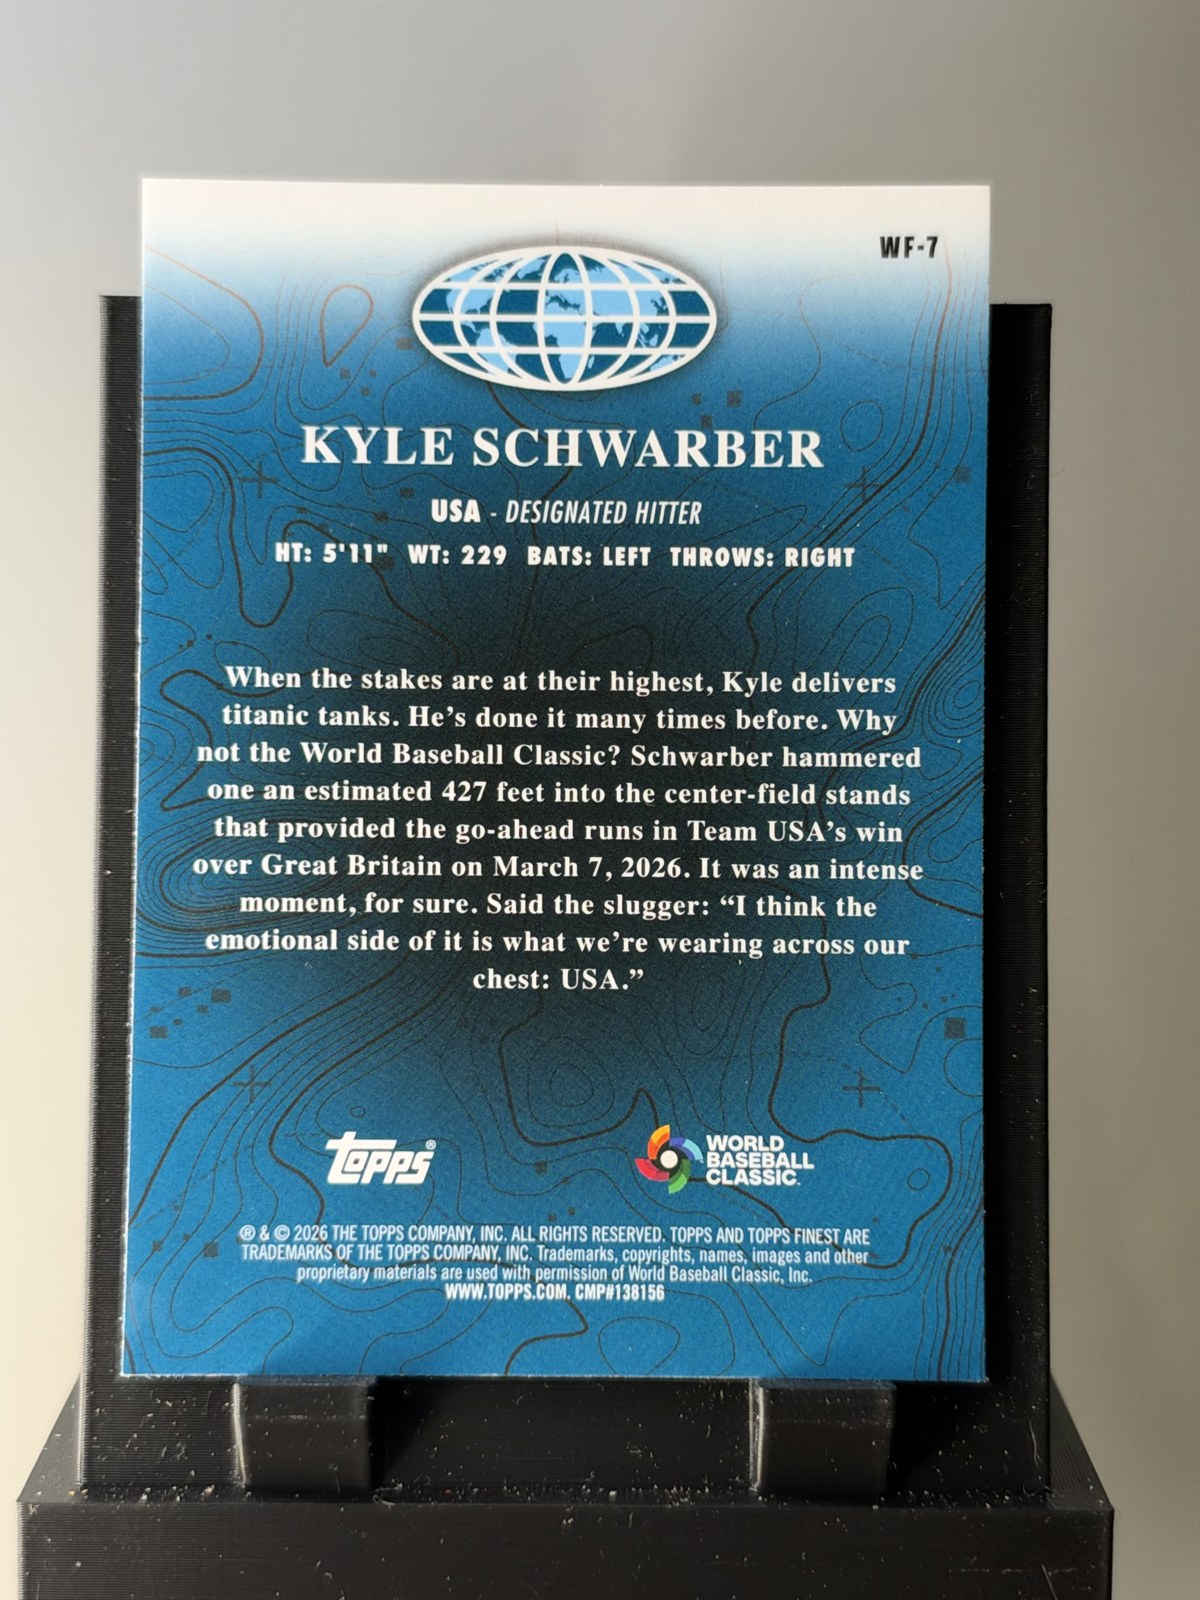 WF-7
KYLE SCHWARBER
USA - DESIGNATED HITTER
HT: 5'11" WT: 229 BATS: LEFT THROWS: RIGHT
When the stakes are at their highest, Kyle delivers
titanic tanks. He's done it many times before. Why
not the World Baseball Classic? Schwarber hammered
one an estimated 427 feet into the center-field stands
that provided the go-ahead runs in Team USA's win
over Great Britain on March 7, 2026. It was an intense
moment, for sure. Said the slugger: “I think the
emotional side of it is what we're wearing across our
chest: USA.”
topps®
WORLD
BASEBALL
CLASSIC™
® & © 2026 THE TOPPS COMPANY, INC. ALL RIGHTS RESERVED. TOPPS AND TOPPS FINEST ARE
TRADEMARKS OF THE TOPPS COMPANY, INC. Trademarks, copyrights, names, images and other
proprietary materials are used with permission of World Baseball Classic, Inc.
WWW.TOPPS.COM. CMP#138156